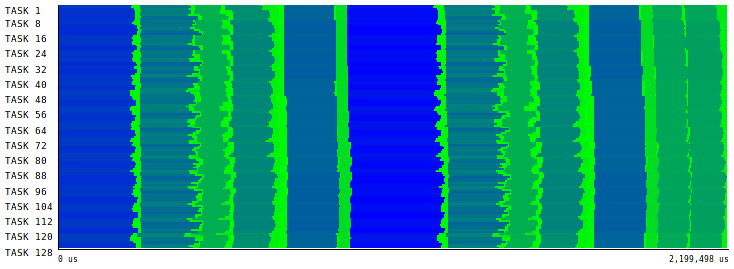 TASK 1
TASK 8
TASK 16
TASK 24
TASK 32
TASK 40
TASK 48
TASK 56
TASK 64
TASK 72
TASK 80
TASK 88
TASK 96
TASK 104
TASK 112
TASK 120
TASK 128
0 us
2,199,498 us